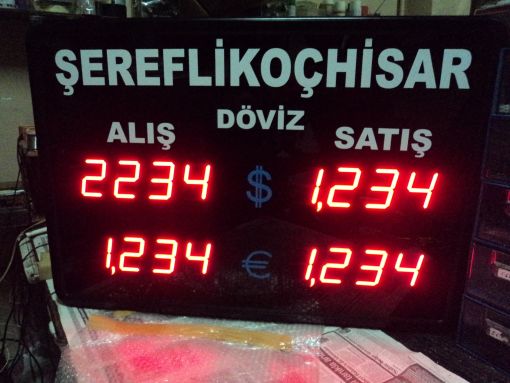 ŞEREFLİKOÇHİSAR
DÖVİZ
ALIŞ SATIŞ
2234 $ 1,234
1,234 € 1,234